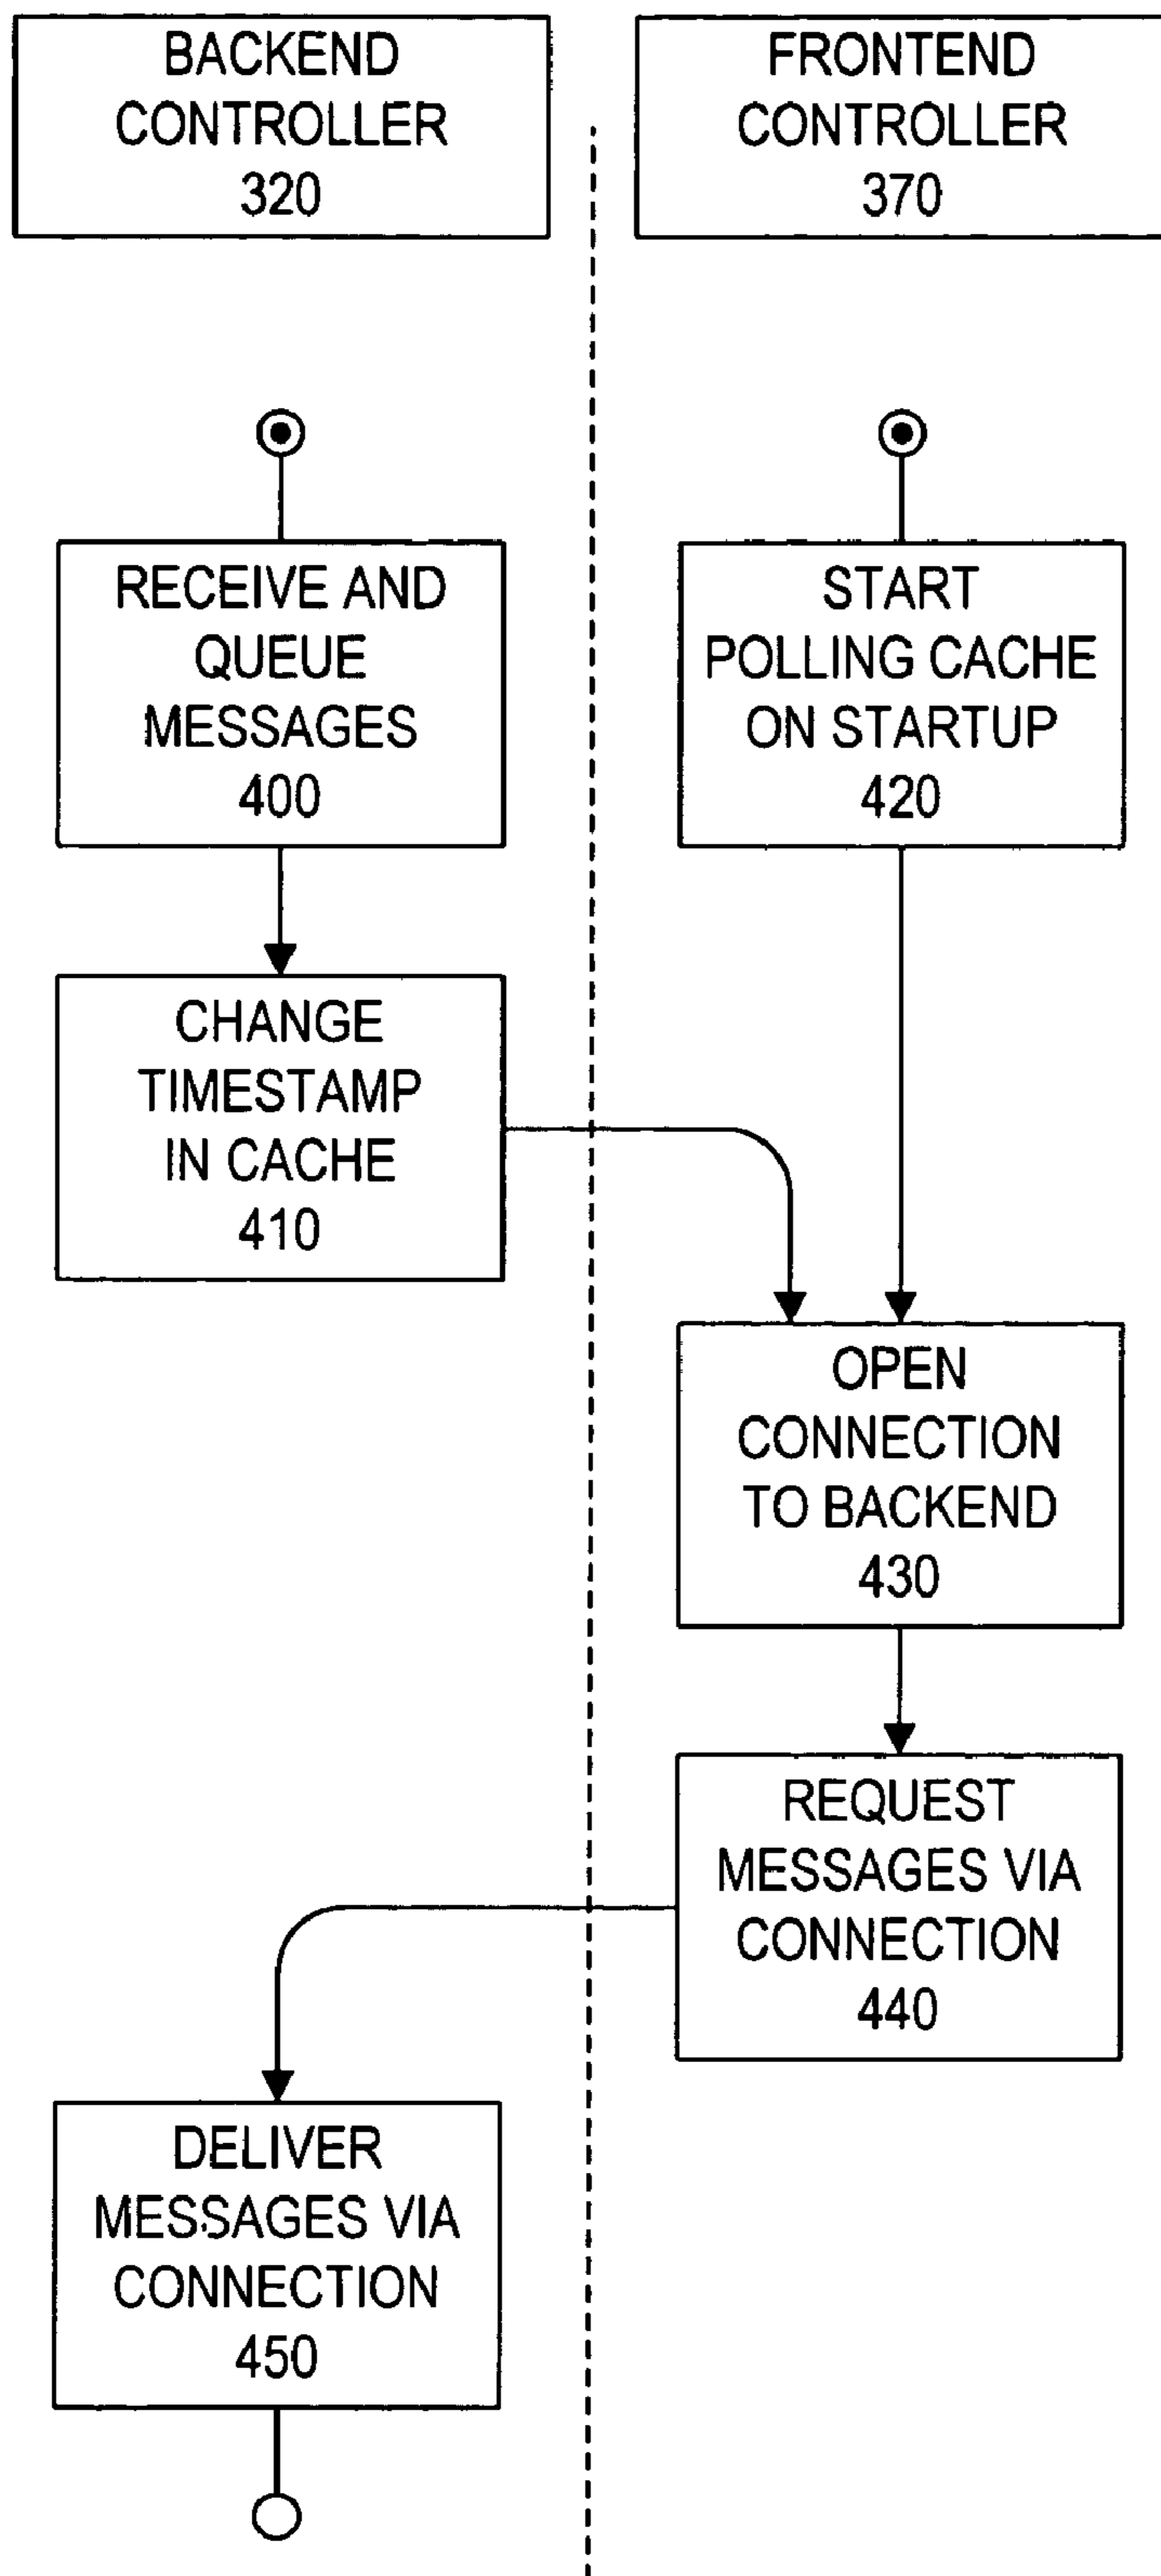 BACKEND
CONTROLLER
320
FRONTEND
CONTROLLER
370
RECEIVE AND
QUEUE
MESSAGES
400
START
POLLING CACHE
ON STARTUP
420
CHANGE
TIMESTAMP
IN CACHE
410
OPEN
CONNECTION
TO BACKEND
430
REQUEST
MESSAGES VIA
CONNECTION
440
DELIVER
MESSAGES VIA
CONNECTION
450